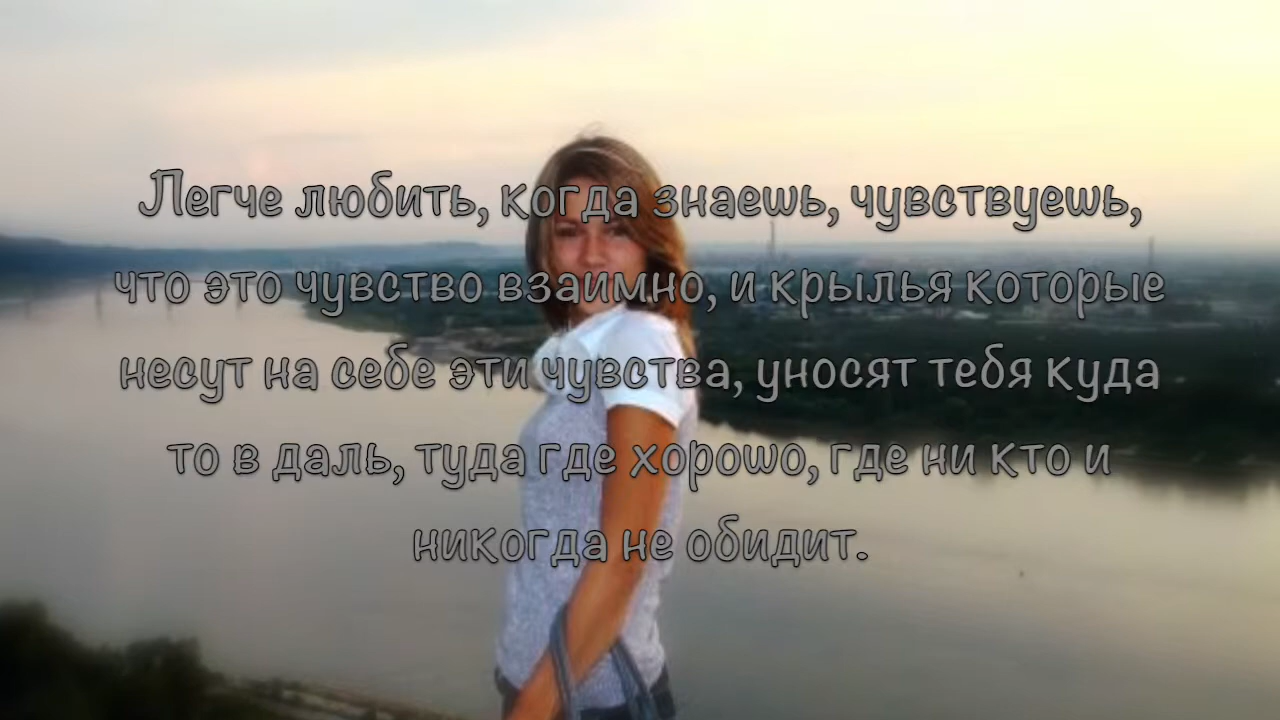 Легче любить, когда знаешь, чувствуешь,
что это чувство взаимно, и крылья которые
несут на себе эти чувства, уносят тебя куда
то в даль, туда где хорошо, где ни кто и
никогда не обидит.